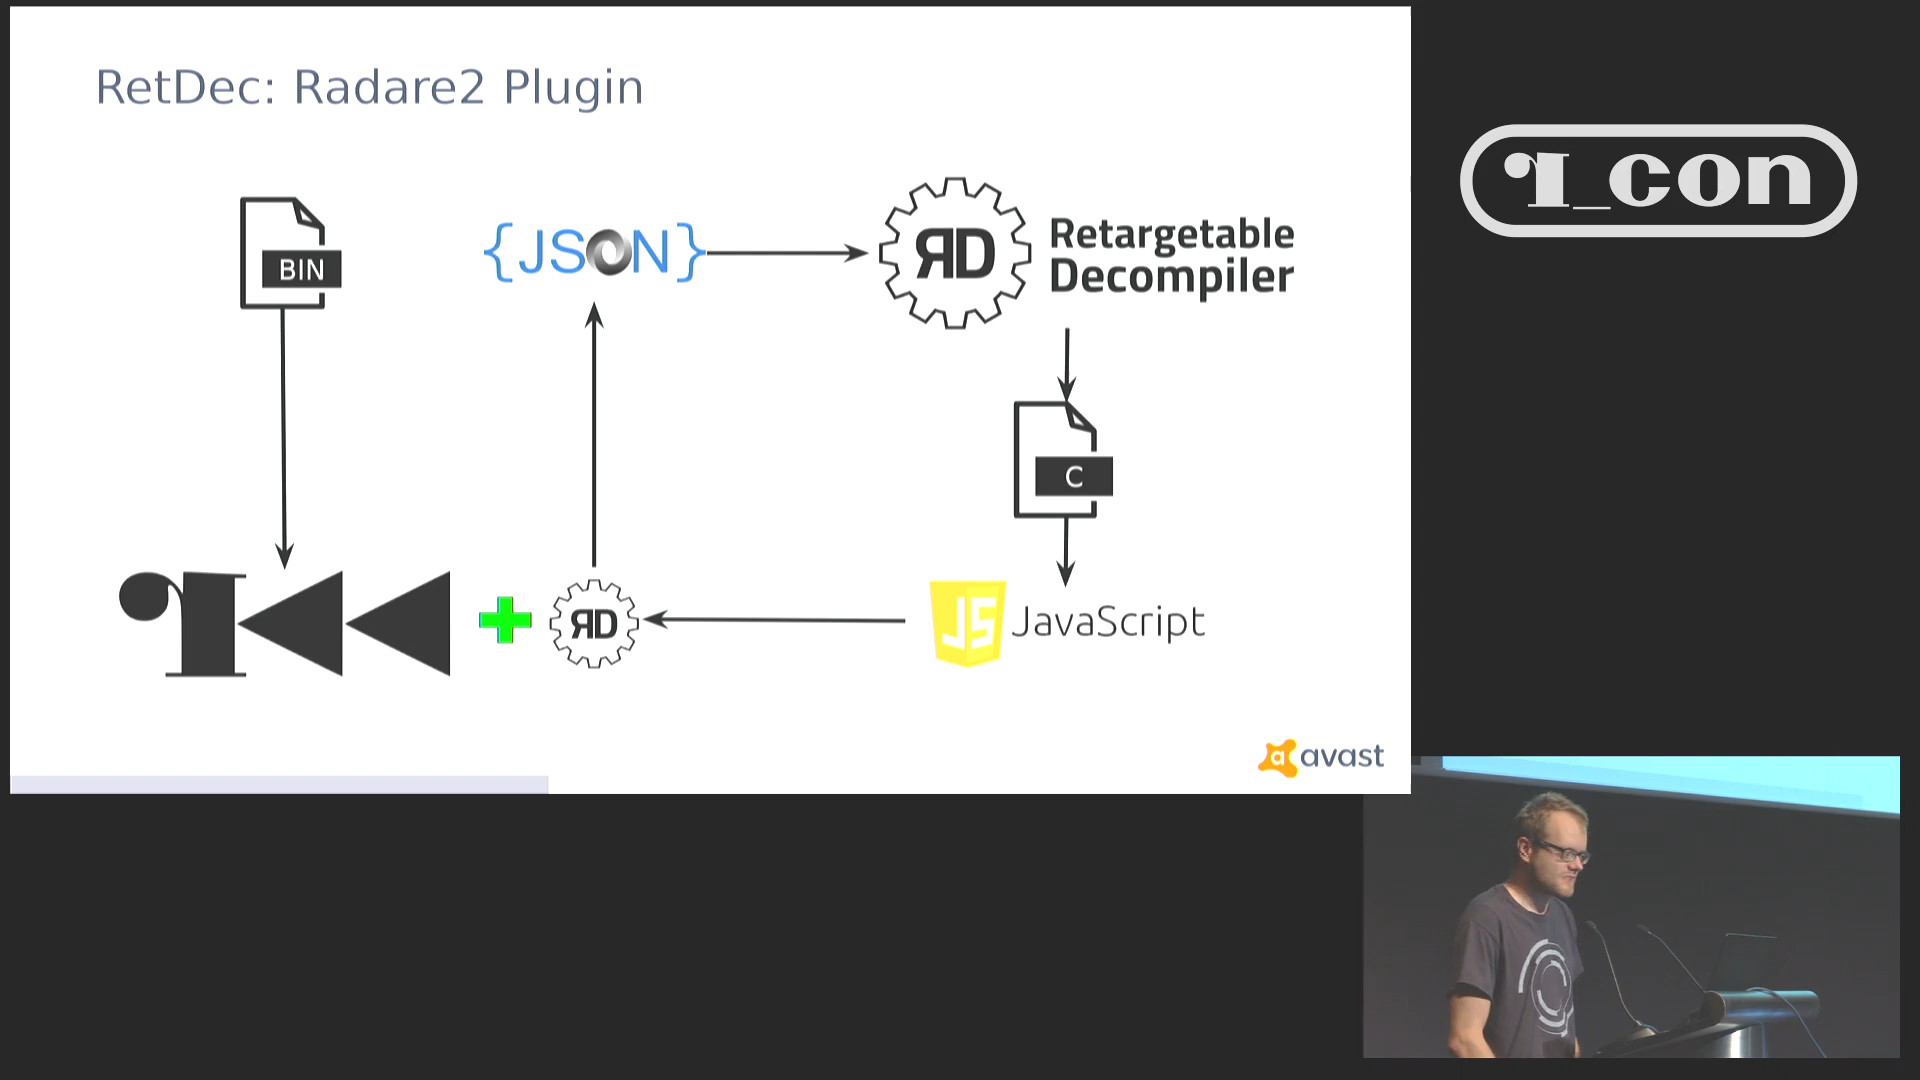 RetDec: Radare2 Plugin
r_con
BIN
{JSON}
RD
Retargetable
Decompiler
C
RD
JS
JavaScript
a avast